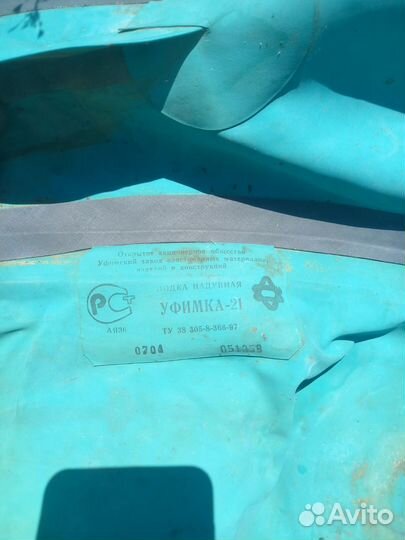 Открытое акционерное общество
Уфимский завод эластомерных материалов,
изделий и конструкций
РСТ
АЯ36
ЛОДКА НАДУВНАЯ
УФИМКА-21
ТУ 38 305-8-366-97
0704
Avito